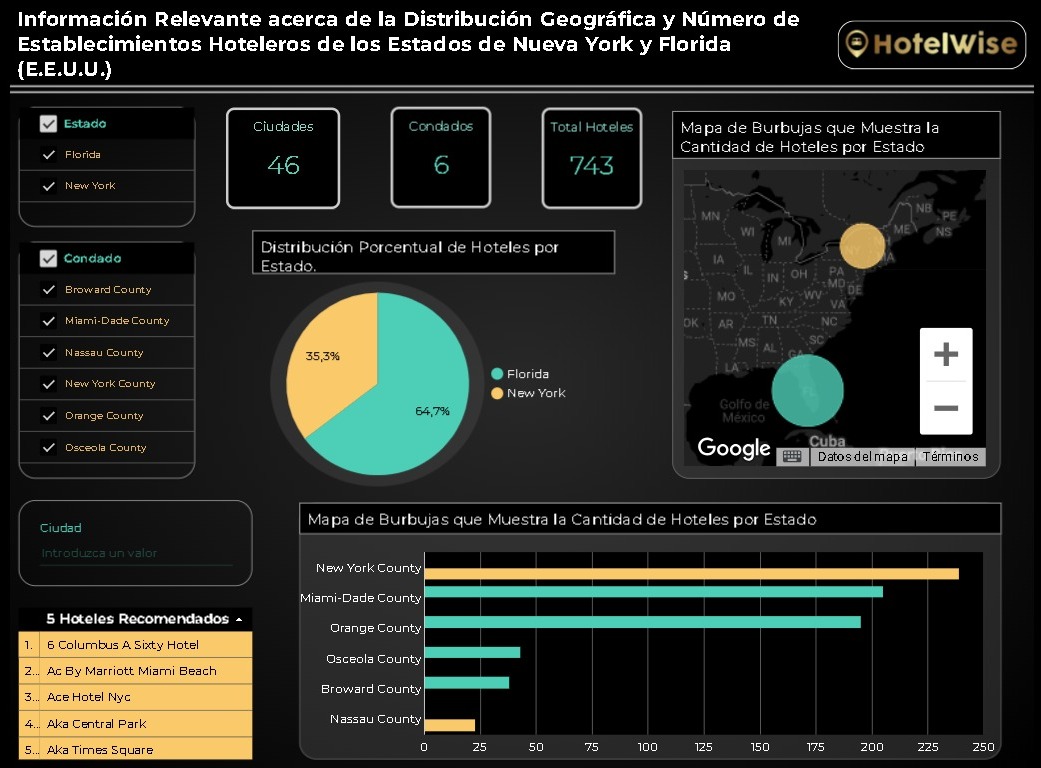 Información Relevante acerca de la Distribución Geográfica y Número de
Establecimientos Hoteleros de los Estados de Nueva York y Florida
(E.E.U.U.)
HotelWise
Estado
Florida
New York
Ciudades
46
Condados
6
Total Hoteles
743
Mapa de Burbujas que Muestra la
Cantidad de Hoteles por Estado
MN
WI
MI
NB
PE
ME
NS
NY
NH
MA
IA
IL
IN
OH
PA
MD
DE
MO
KY
WV
VA
OK
AR
TN
NC
MS
AL
SC
GA
LA
FL
Golfo de
México
Cuba
Google
Datos del mapa
Términos
Condado
Broward County
Miami-Dade County
Nassau County
New York County
Orange County
Osceola County
Distribución Porcentual de Hoteles por
Estado.
35,3%
64,7%
Florida
New York
Ciudad
Introduzca un valor
5 Hoteles Recomendados
1. 6 Columbus A Sixty Hotel
2... Ac By Marriott Miami Beach
3... Ace Hotel Nyc
4... Aka Central Park
5... Aka Times Square
Mapa de Burbujas que Muestra la Cantidad de Hoteles por Estado
New York County
Miami-Dade County
Orange County
Osceola County
Broward County
Nassau County
0 25 50 75 100 125 150 175 200 225 250